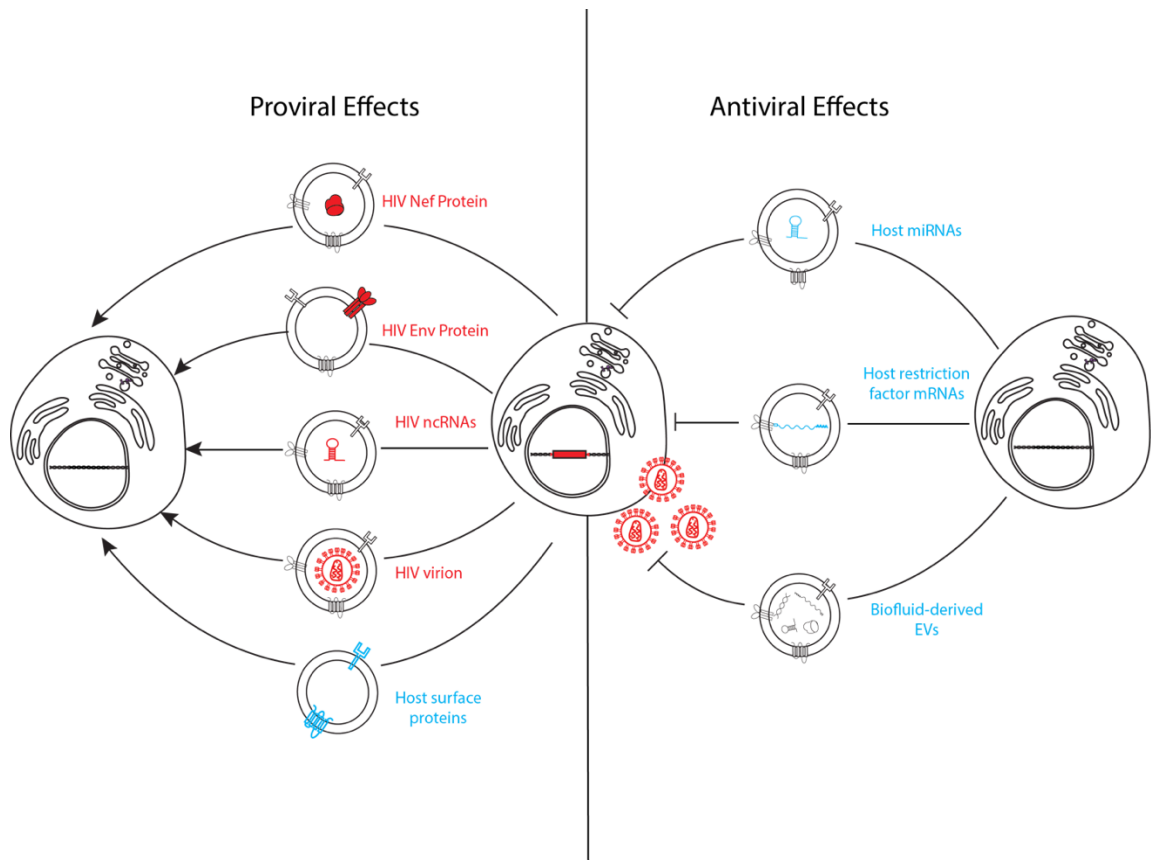 Proviral Effects
HIV Nef Protein
HIV Env Protein
HIV ncRNAs
HIV virion
Host surface
proteins
Antiviral Effects
Host miRNAs
Host restriction
factor mRNAs
Biofluid-derived
EVs